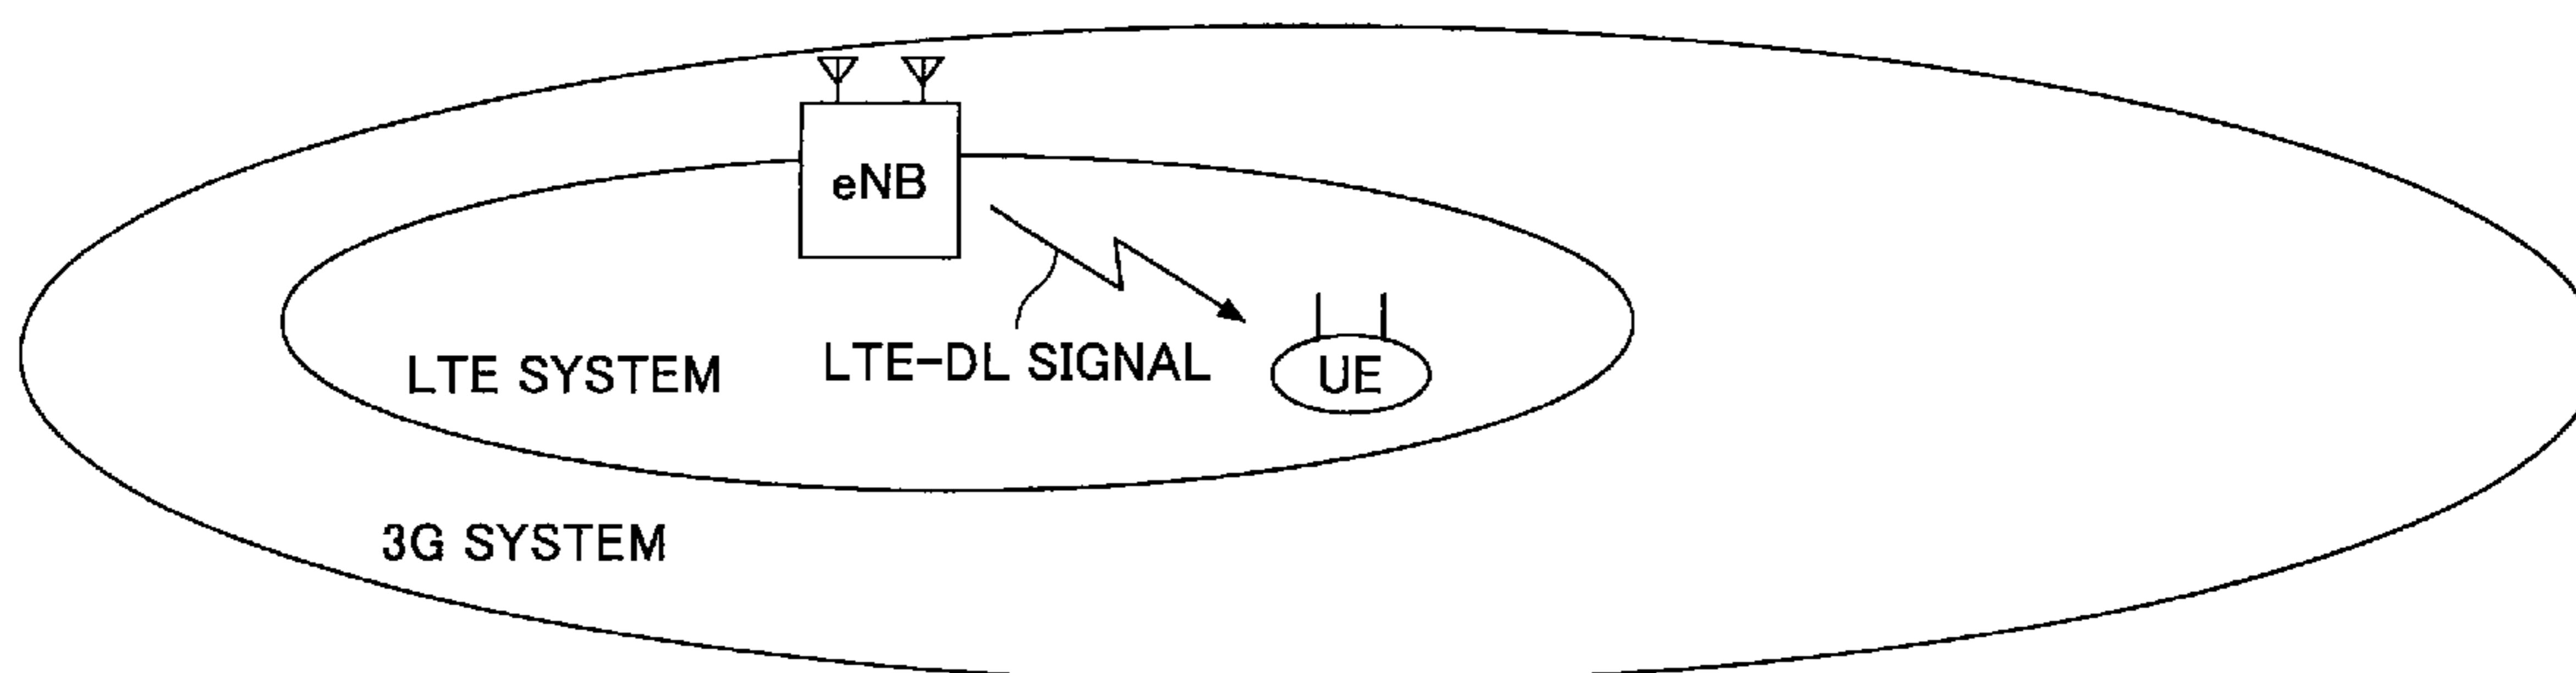 eNB
LTE SYSTEM
LTE-DL SIGNAL
UE
3G SYSTEM